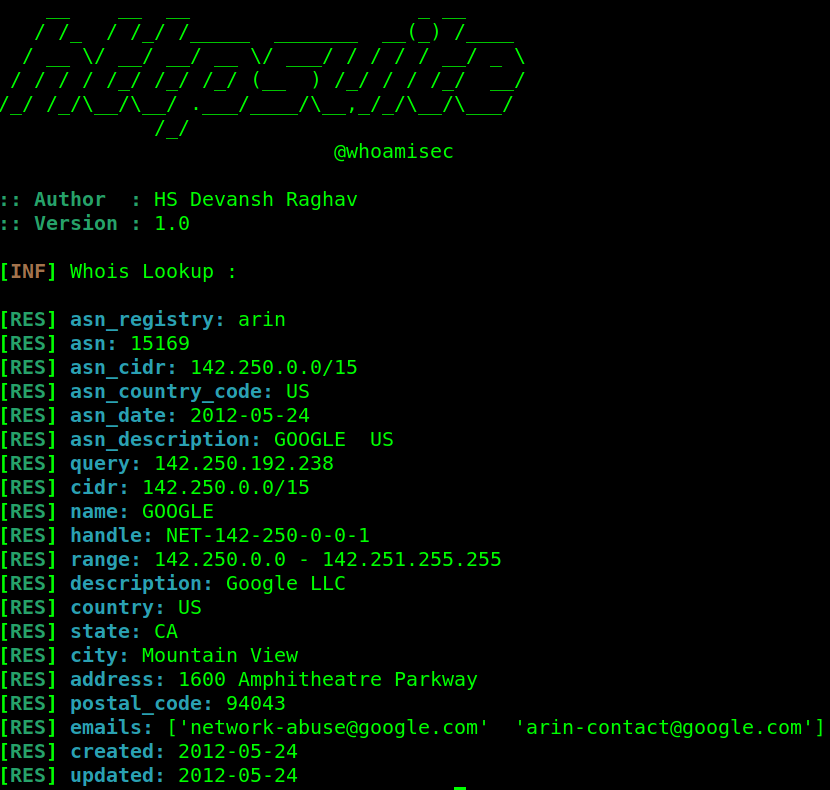 httpsuite
@whoamisec
:: Author  : HS Devansh Raghav
:: Version : 1.0
[INF] Whois Lookup :
[RES] asn_registry: arin
[RES] asn: 15169
[RES] asn_cidr: 142.250.0.0/15
[RES] asn_country_code: US
[RES] asn_date: 2012-05-24
[RES] asn_description: GOOGLE  US
[RES] query: 142.250.192.238
[RES] cidr: 142.250.0.0/15
[RES] name: GOOGLE
[RES] handle: NET-142-250-0-0-1
[RES] range: 142.250.0.0 - 142.251.255.255
[RES] description: Google LLC
[RES] country: US
[RES] state: CA
[RES] city: Mountain View
[RES] address: 1600 Amphitheatre Parkway
[RES] postal_code: 94043
[RES] emails: ['network-abuse@google.com'  'arin-contact@google.com']
[RES] created: 2012-05-24
[RES] updated: 2012-05-24